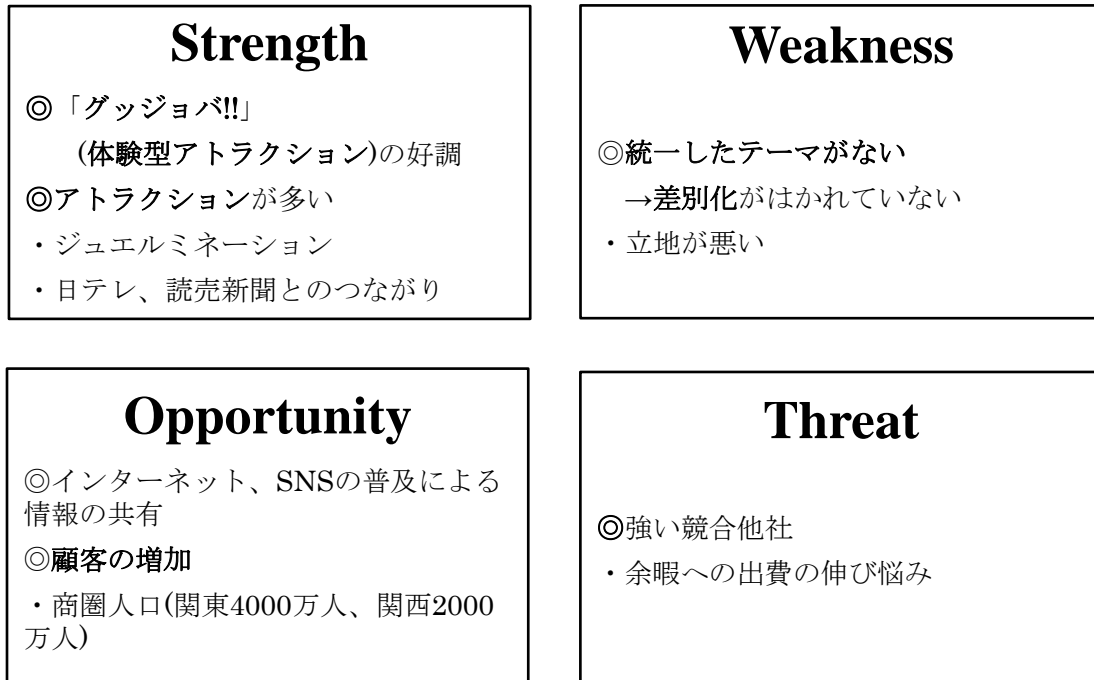 Strength
◎「グッジョバ!!」
(体験型アトラクション)の好調
◎アトラクションが多い
・ジュエルミネーション
・日テレ、読売新聞とのつながり
Weakness
◎統一したテーマがない
→差別化がはかれていない
・立地が悪い
Opportunity
◎インターネット、SNSの普及による
情報の共有
◎顧客の増加
・商圏人口(関東4000万人、関西2000
万人)
Threat
◎強い競合他社
・余暇への出費の伸び悩み